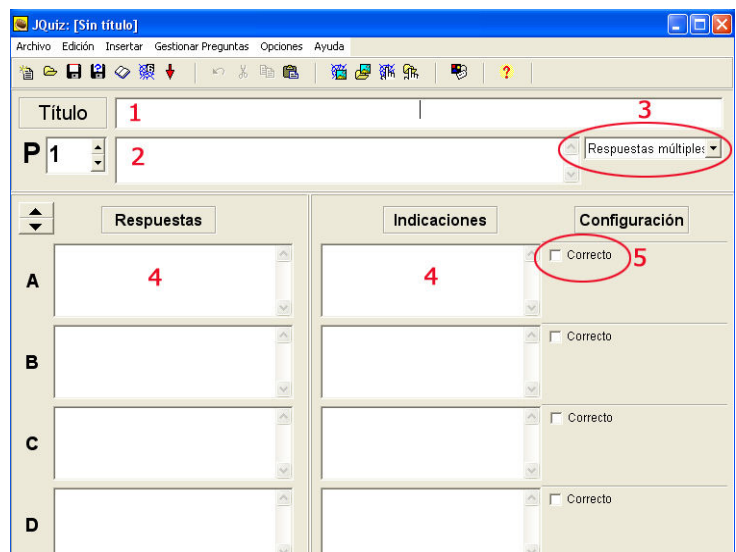 JQuiz: [Sin título]
Archivo Edición Insertar Gestionar Preguntas Opciones Ayuda
?
Título 1 3
P 1 2 Respuestas múltiples
Respuestas Indicaciones Configuración
A 4 4 Correcto 5
B Correcto
C Correcto
D Correcto